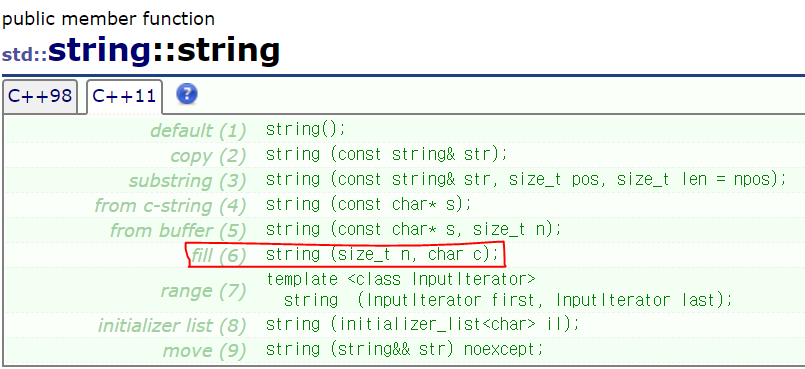 public member function
std::string::string
C++98 C++11 ?
default (1) string();
copy (2) string (const string& str);
substring (3) string (const string& str, size_t pos, size_t len = npos);
from c-string (4) string (const char* s);
from buffer (5) string (const char* s, size_t n);
fill (6) string (size_t n, char c);
range (7) template <class InputIterator>
string (InputIterator first, InputIterator last);
initializer list (8) string (initializer_list<char> il);
move (9) string (string&& str) noexcept;